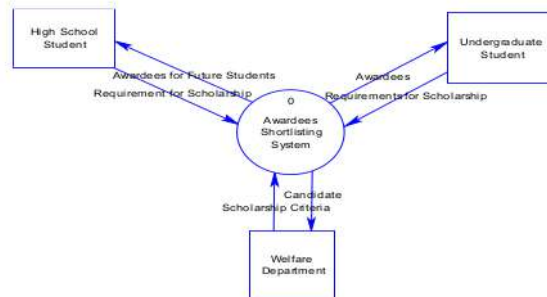 High School
Student
Undergraduate
Student
Awardees for Future Students
Awardees
Requirement for Scholarship
Requirements for Scholarship
0
Awardees
Shortlisting
System
Candidate
Scholarship Criteria
Welfare
Department